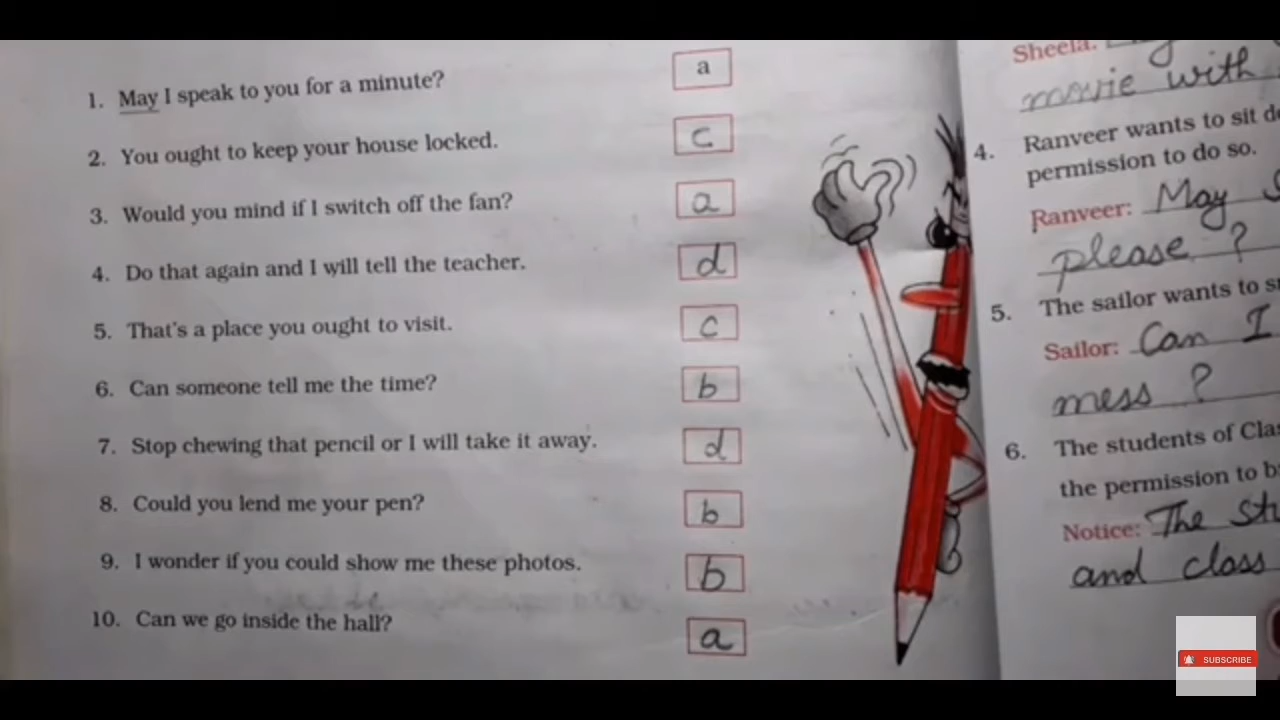 1. May I speak to you for a minute? a
2. You ought to keep your house locked. c
3. Would you mind if I switch off the fan? a
4. Do that again and I will tell the teacher. d
5. That's a place you ought to visit. c
6. Can someone tell me the time? b
7. Stop chewing that pencil or I will take it away. d
8. Could you lend me your pen? b
9. I wonder if you could show me these photos. b
10. Can we go inside the hall? a
Sheela:
movie with
4. Ranveer wants to sit
permission to do so.
Ranveer: May
please ?
5. The sailor wants to
Sailor: Can I
mess ?
6. The students of
the permission to
Notice: The
and class
SUBSCRIBE